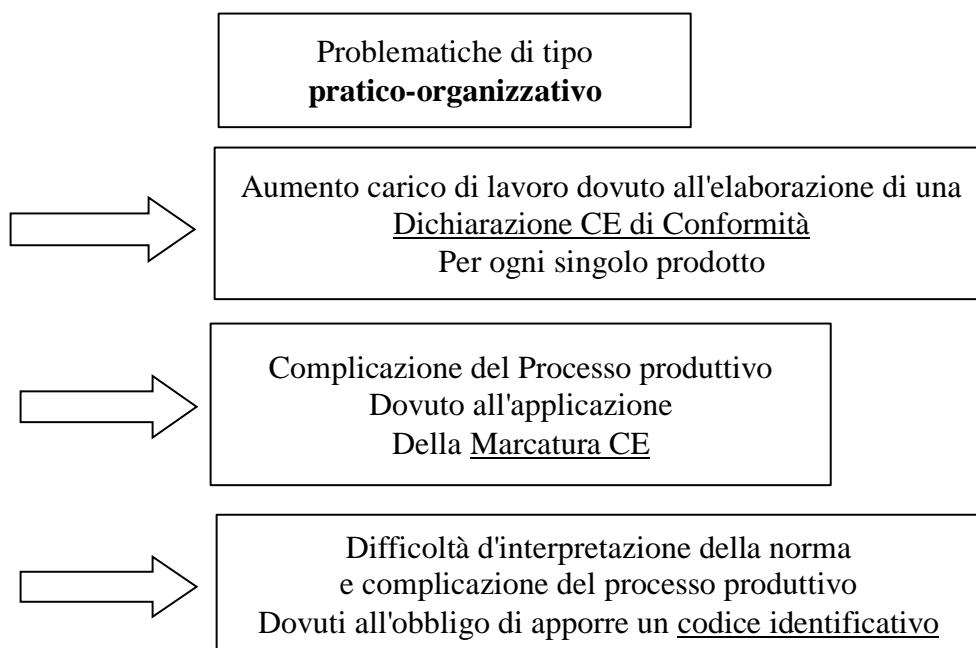 Problematiche di tipo
pratico-organizzativo
Aumento carico di lavoro dovuto all'elaborazione di una
Dichiarazione CE di Conformità
Per ogni singolo prodotto
Complicazione del Processo produttivo
Dovuto all'applicazione
Della Marcatura CE
Difficoltà d'interpretazione della norma
e complicazione del processo produttivo
Dovuti all'obbligo di apporre un codice identificativo